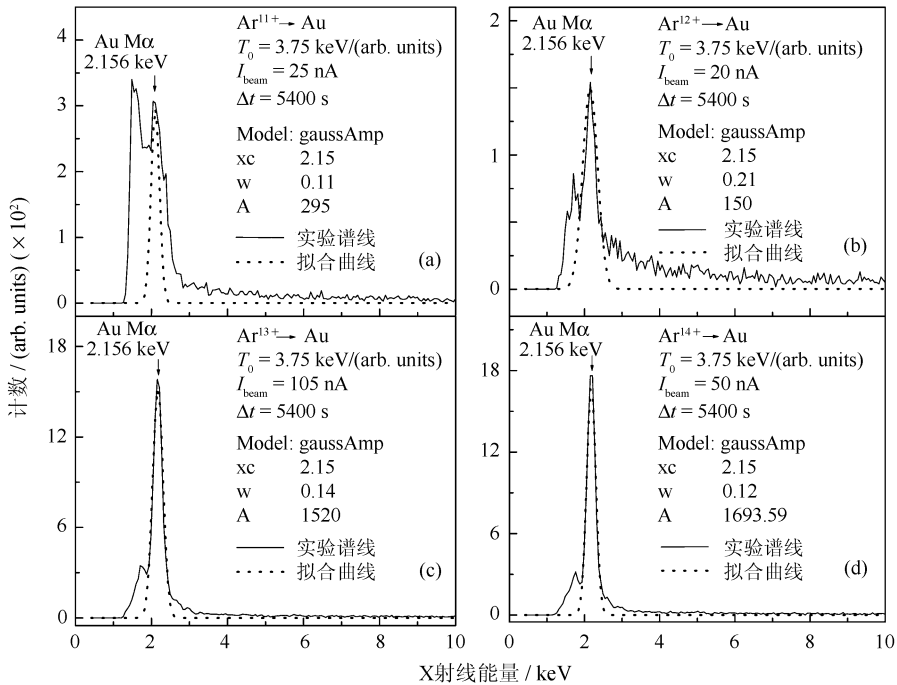 Ar¹¹⁺→Au
Au Mα
2.156 keV
T₀ = 3.75 keV/(arb. units)
I_beam = 25 nA
Δt = 5400 s
Model: gaussAmp
xc 2.15
w 0.11
A 295
实验谱线
拟合曲线
(a)
4
3
2
1
0
Ar¹²⁺→Au
Au Mα
2.156 keV
T₀ = 3.75 keV/(arb. units)
I_beam = 20 nA
Δt = 5400 s
Model: gaussAmp
xc 2.15
w 0.21
A 150
实验谱线
拟合曲线
(b)
2
1
0
计数 / (arb. units) (×10²)
Au Mα
2.156 keV
Ar¹³⁺→Au
T₀ = 3.75 keV/(arb. units)
I_beam = 105 nA
Δt = 5400 s
Model: gaussAmp
xc 2.15
w 0.14
A 1520
实验谱线
拟合曲线
(c)
18
12
6
0
0 2 4 6 8 10
Au Mα
2.156 keV
Ar¹⁴⁺→Au
T₀ = 3.75 keV/(arb. units)
I_beam = 50 nA
Δt = 5400 s
Model: gaussAmp
xc 2.15
w 0.12
A 1693.59
实验谱线
拟合曲线
(d)
18
12
6
0
0 2 4 6 8 10
X射线能量 / keV